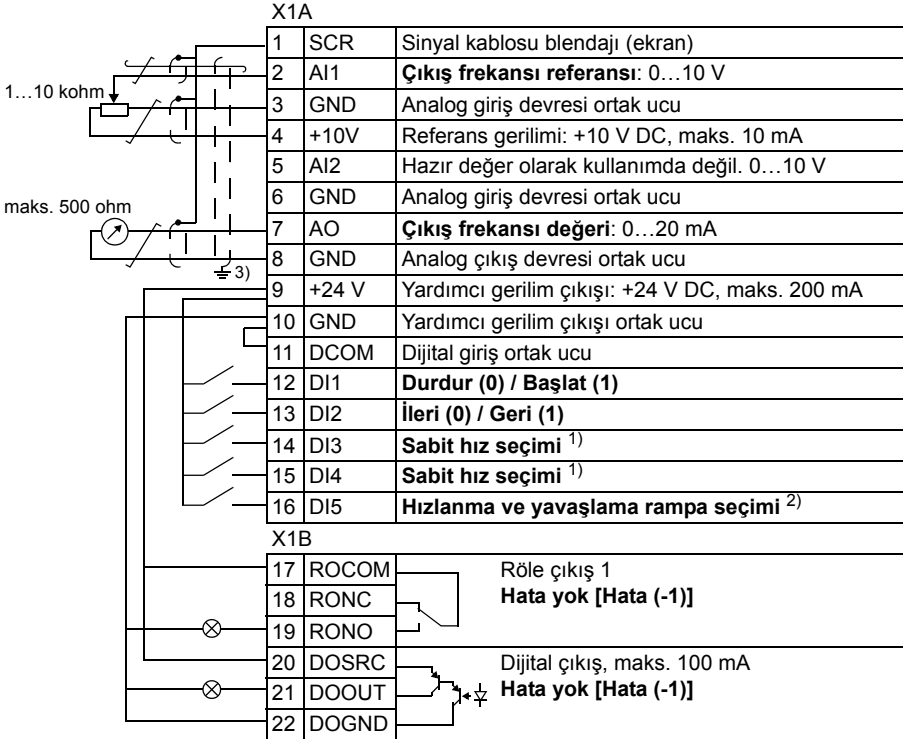 X1A
1 SCR Sinyal kablosu blendajı (ekran)
2 AI1 Çıkış frekansı referansı: 0…10 V
1…10 kohm
3 GND Analog giriş devresi ortak ucu
4 +10V Referans gerilimi: +10 V DC, maks. 10 mA
5 AI2 Hazır değer olarak kullanımda değil. 0…10 V
6 GND Analog giriş devresi ortak ucu
maks. 500 ohm
7 AO Çıkış frekansı değeri: 0…20 mA
8 GND Analog çıkış devresi ortak ucu
3)
9 +24 V Yardımcı gerilim çıkışı: +24 V DC, maks. 200 mA
10 GND Yardımcı gerilim çıkışı ortak ucu
11 DCOM Dijital giriş ortak ucu
12 DI1 Durdur (0) / Başlat (1)
13 DI2 İleri (0) / Geri (1)
14 DI3 Sabit hız seçimi 1)
15 DI4 Sabit hız seçimi 1)
16 DI5 Hızlanma ve yavaşlama rampa seçimi 2)
X1B
17 ROCOM Röle çıkış 1
18 RONC Hata yok [Hata (-1)]
19 RONO
20 DOSRC Dijital çıkış, maks. 100 mA
21 DOOUT Hata yok [Hata (-1)]
22 DOGND